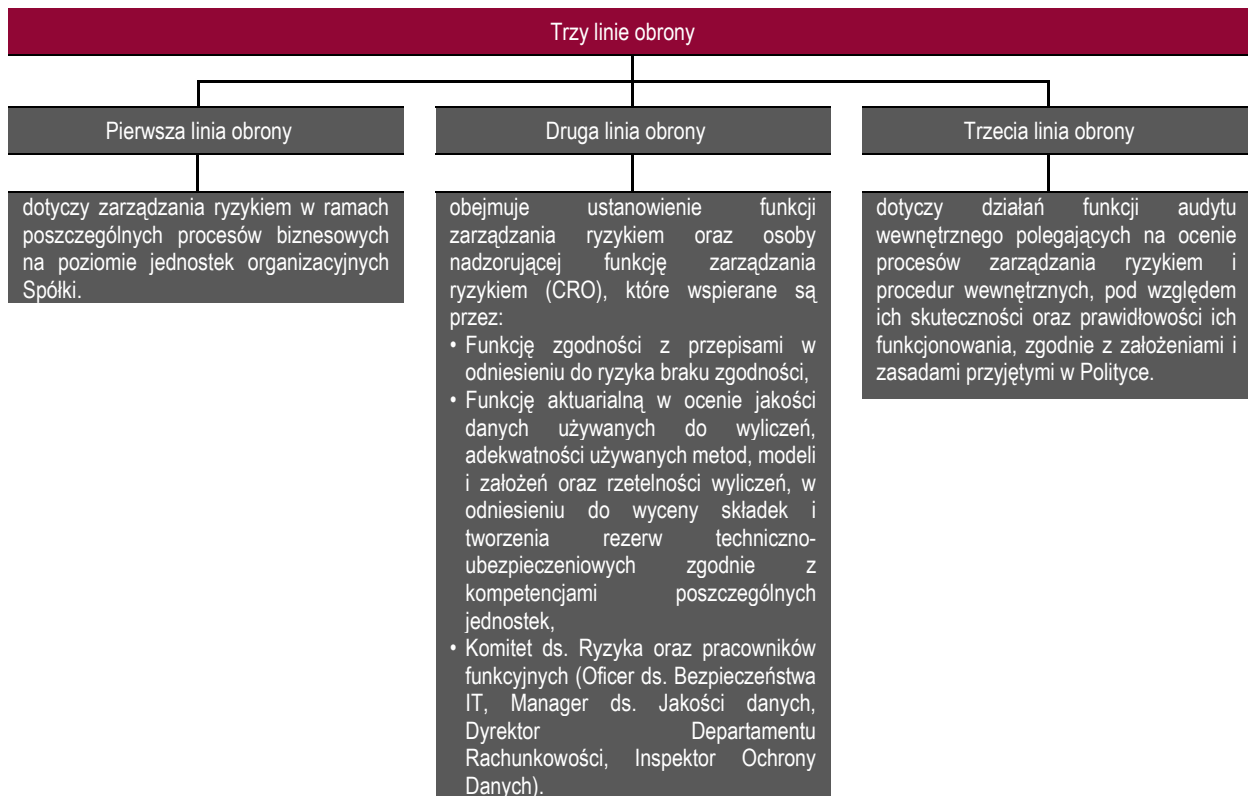 Trzy linie obrony
Pierwsza linia obrony
dotyczy zarządzania ryzykiem w ramach
poszczególnych procesów biznesowych
na poziomie jednostek organizacyjnych
Spółki.
Druga linia obrony
obejmuje ustanowienie funkcji
zarządzania ryzykiem oraz osoby
nadzorującej funkcję zarządzania
ryzykiem (CRO), które wspierane są
przez:
• Funkcję zgodności z przepisami w
odniesieniu do ryzyka braku zgodności,
• Funkcję aktuarialną w ocenie jakości
danych używanych do wyliczeń,
adekwatności używanych metod, modeli
i założeń oraz rzetelności wyliczeń, w
odniesieniu do wyceny składek i
tworzenia rezerw techniczno-
ubezpieczeniowych zgodnie z
kompetencjami poszczególnych
jednostek,
• Komitet ds. Ryzyka oraz pracowników
funkcyjnych (Oficer ds. Bezpieczeństwa
IT, Manager ds. Jakości danych,
Dyrektor Departamentu
Rachunkowości, Inspektor Ochrony
Danych).
Trzecia linia obrony
dotyczy działań funkcji audytu
wewnętrznego polegających na ocenie
procesów zarządzania ryzykiem i
procedur wewnętrznych, pod względem
ich skuteczności oraz prawidłowości ich
funkcjonowania, zgodnie z założeniami i
zasadami przyjętymi w Polityce.